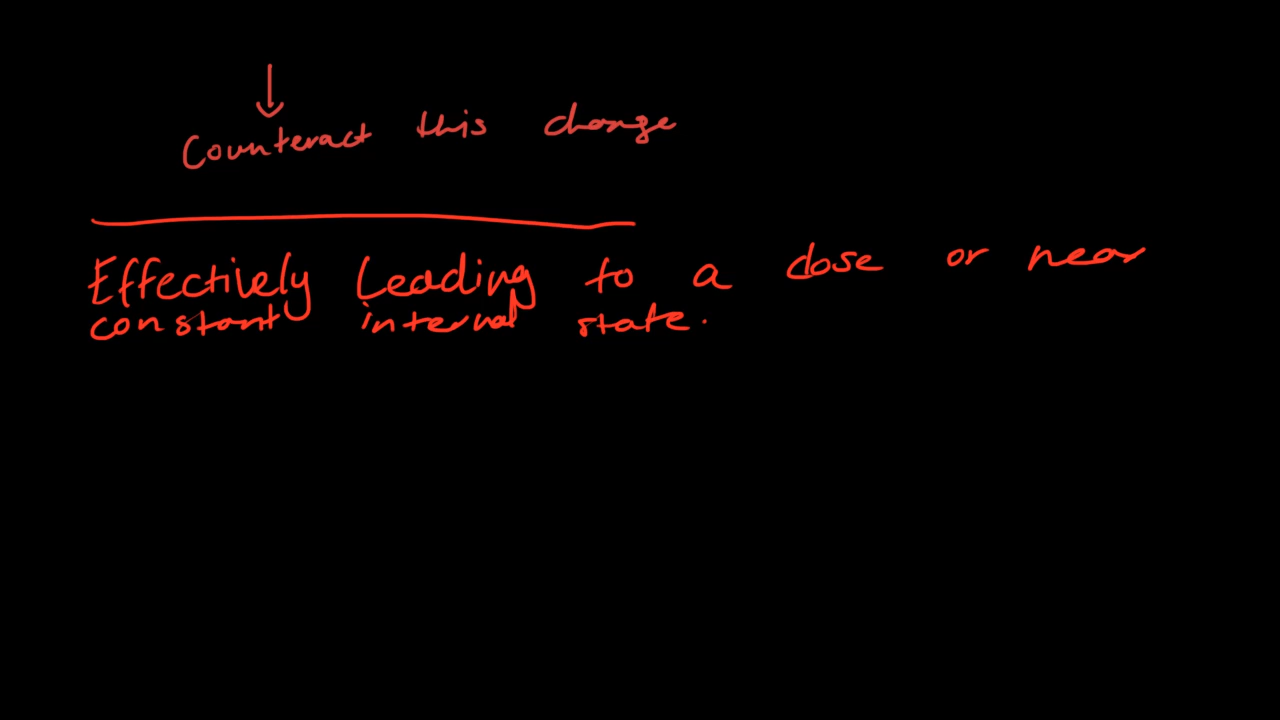 Counteract this change
Effectively leading to a close or near
constant internal state.